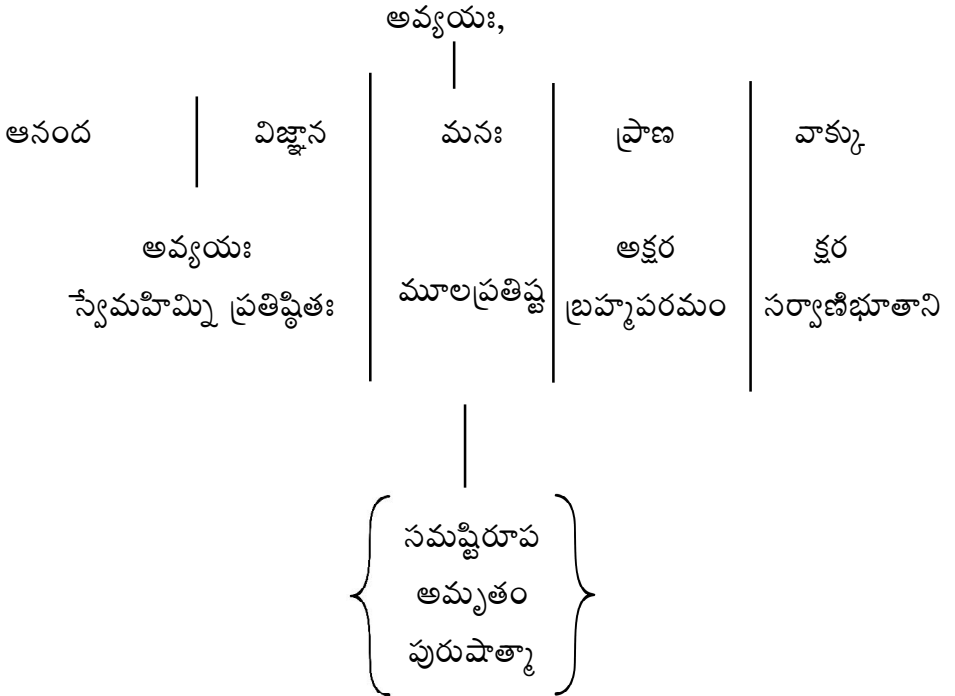 అవ్యయః,
ఆనంద విజ్ఞాన మనః ప్రాణ వాక్కు
అవ్యయః అక్షర క్షర
స్వేమహిమ్ని ప్రతిష్ఠితః మూలప్రతిష్ట బ్రహ్మపరమం సర్వాణిభూతాని
సమష్టిరూప
అమృతం
పురుషాత్మా